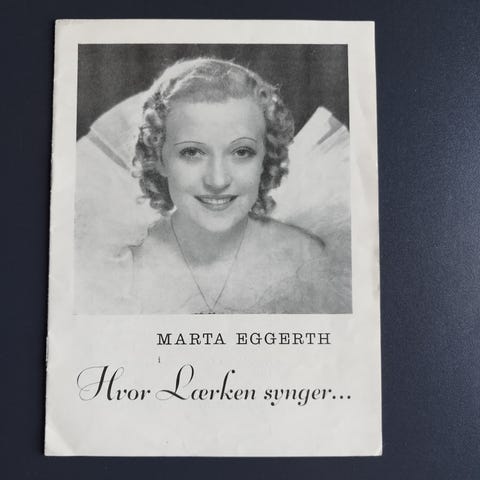 MARTA EGGERTH
i
Hvor Lærken synger...